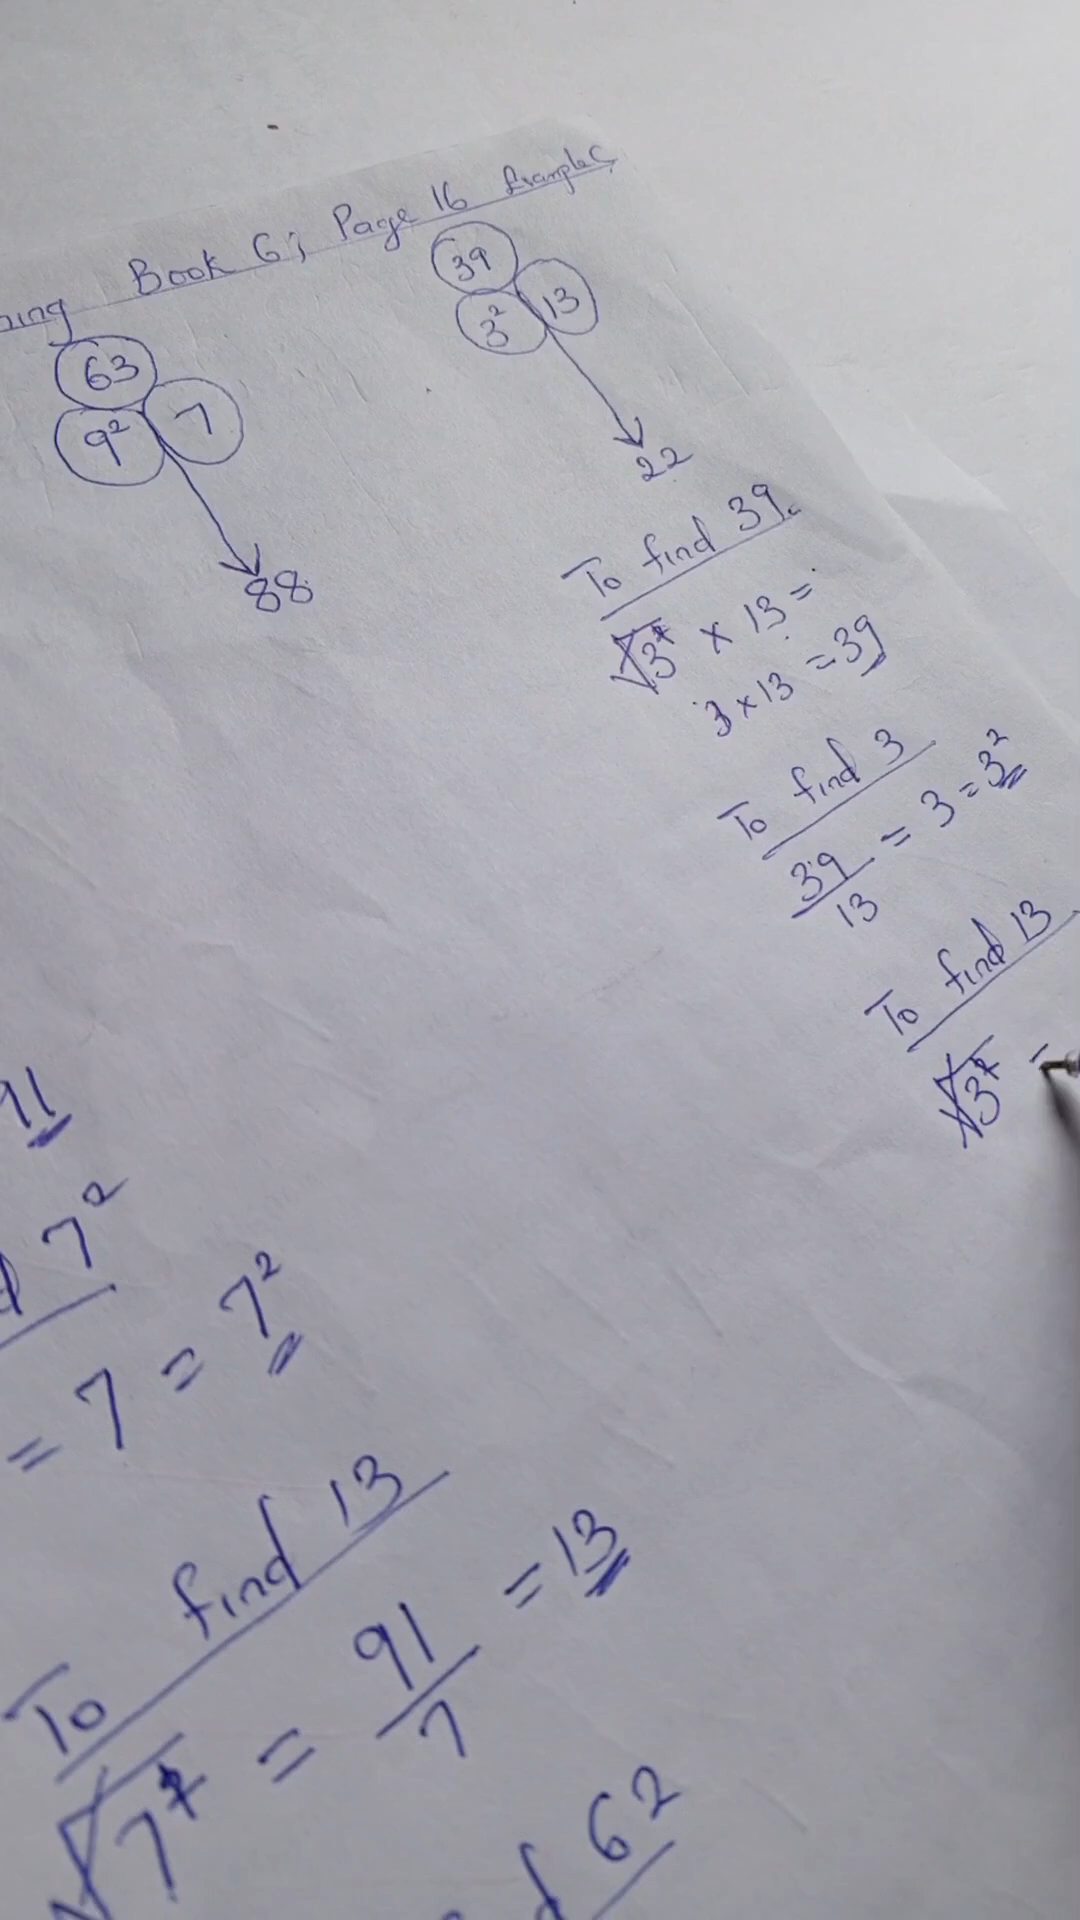 Book 6; Page 16 Examples
63
9²
7
88
39
3²
13
22
To find 39
√3² × 13 =
3 × 13 = 39
To find 3
39/13 = 3 = 3²
To find 13
√3² =
91
7²
= 7 = 7²
To find 13
√7² = 91/7 = 13
62